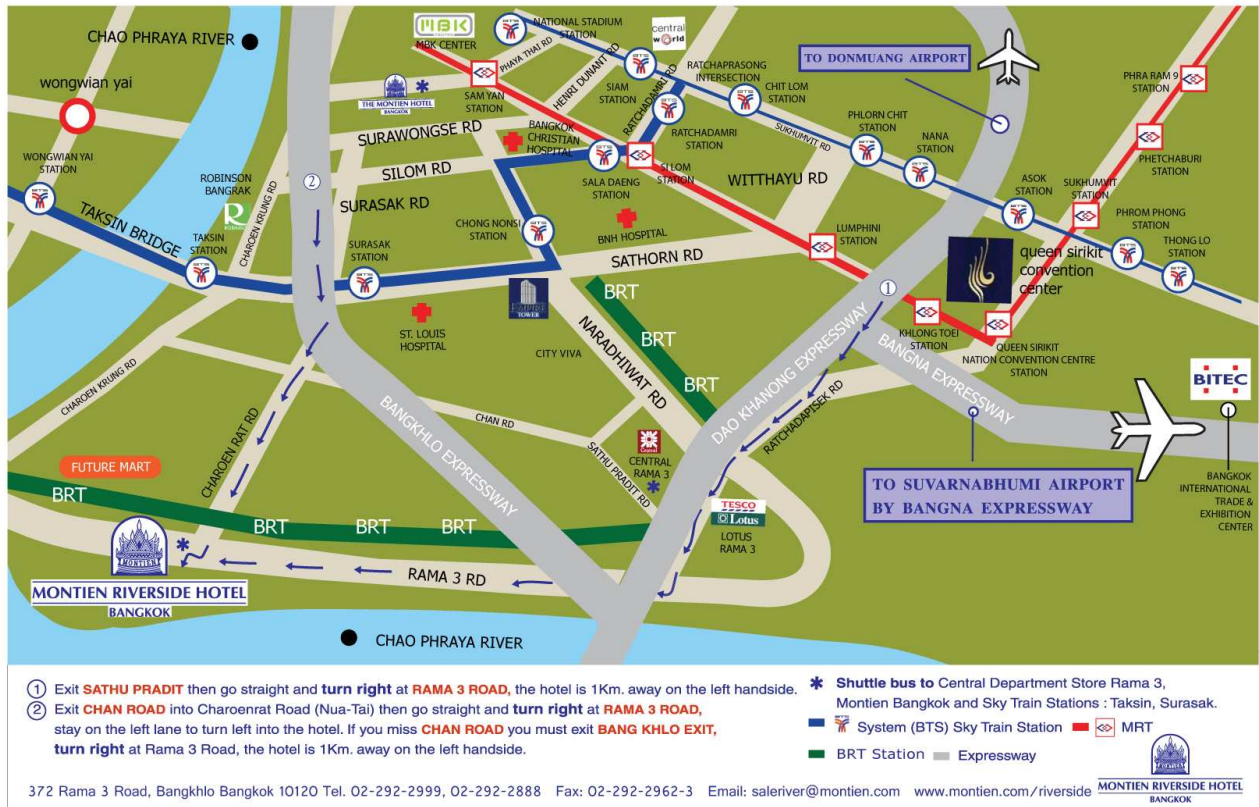 MBK
CENTER
MBK CENTER
NATIONAL STADIUM
STATION
central
world
CHAO PHRAYA RIVER
TO DONMUANG AIRPORT
PHAYA THAI RD
HENRI DUNANT RD
RATCHAPRASONG
INTERSECTION
PHRA RAM 9
STATION
wongwian yai
THE MONTIEN HOTEL
BANGKOK
SAM YAN
STATION
SIAM
STATION
RATCHADAMRI RD
CHIT LOM
STATION
SURAWONGSE RD
BANGKOK
CHRISTIAN
HOSPITAL
RATCHADAMRI
STATION
SUKHUMVIT RD
PHLORN CHIT
STATION
NANA
STATION
PHETCHABURI
STATION
WONGWIAN YAI
STATION
SILOM RD
SALA DAENG
STATION
SI LOM
STATION
WITTHAYU RD
ASOK
STATION
SUKHUMVIT
STATION
ROBINSON
BANGRAK
2
SURASAK RD
CHAROEN KRUNG RD
TAKSIN BRIDGE
TAKSIN
STATION
SURASAK
STATION
CHONG NONSI
STATION
BNH HOSPITAL
LUMPHINI
STATION
PHROM PHONG
STATION
THONG LO
STATION
SATHORN RD
queen sirikit
convention
center
1
TOWER
BRT
ST. LOUIS
HOSPITAL
CITY VIVA
NARADHIWAT RD
KHLONG TOEI
STATION
QUEEN SIRIKIT
NATION CONVENTION CENTRE
STATION
CHAROEN KRUNG RD
BRT
DAO KHANONG EXPRESSWAY
BANGNA EXPRESSWAY
BITEC
CHAROEN RAT RD
BANGKHLO EXPRESSWAY
CHAN RD
SATHU PRADIT RD
RATCHADAPISEK RD
FUTURE MART
BRT
Central
CENTRAL
RAMA 3
TO SUVARNABHUMI AIRPORT
BY BANGNA EXPRESSWAY
BANGKOK
INTERNATIONAL
TRADE &
EXHIBITION
CENTER
BRT
BRT
BRT
TESCO
Lotus
LOTUS
RAMA 3
MONTIEN
MONTIEN RIVERSIDE HOTEL
BANGKOK
RAMA 3 RD
CHAO PHRAYA RIVER
1 Exit SATHU PRADIT then go straight and turn right at RAMA 3 ROAD, the hotel is 1Km. away on the left handside.
2 Exit CHAN ROAD into Charoenrat Road (Nua-Tai) then go straight and turn right at RAMA 3 ROAD,
stay on the left lane to turn left into the hotel. If you miss CHAN ROAD you must exit BANG KHLO EXIT,
turn right at Rama 3 Road, the hotel is 1Km. away on the left handside.
* Shuttle bus to Central Department Store Rama 3,
Montien Bangkok and Sky Train Stations : Taksin, Surasak.
System (BTS) Sky Train Station MRT
BRT Station Expressway
372 Rama 3 Road, Bangkhlo Bangkok 10120 Tel. 02-292-2999, 02-292-2888 Fax: 02-292-2962-3 Email: saleriver@montien.com www.montien.com/riverside
MONTIEN RIVERSIDE HOTEL
BANGKOK